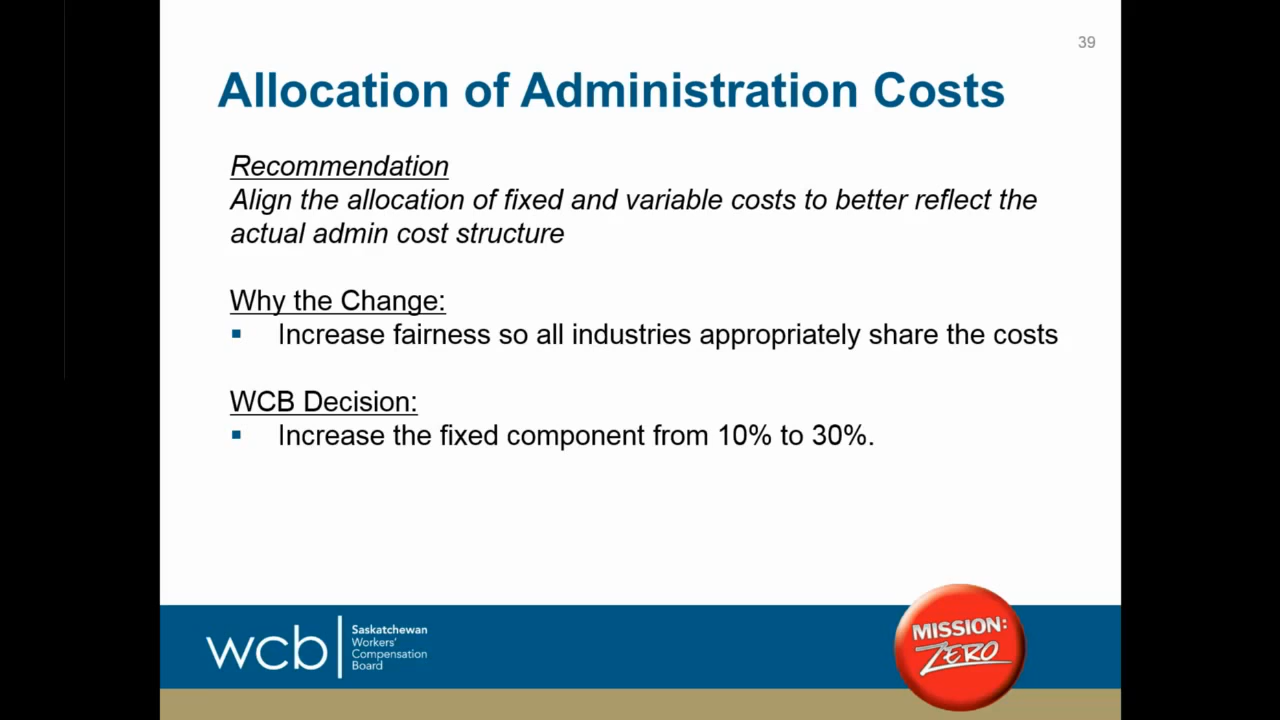 39
Allocation of Administration Costs
Recommendation
Align the allocation of fixed and variable costs to better reflect the
actual admin cost structure
Why the Change:
▪ Increase fairness so all industries appropriately share the costs
WCB Decision:
▪ Increase the fixed component from 10% to 30%.
wcb
Saskatchewan
Workers'
Compensation
Board
MISSION:
ZERO